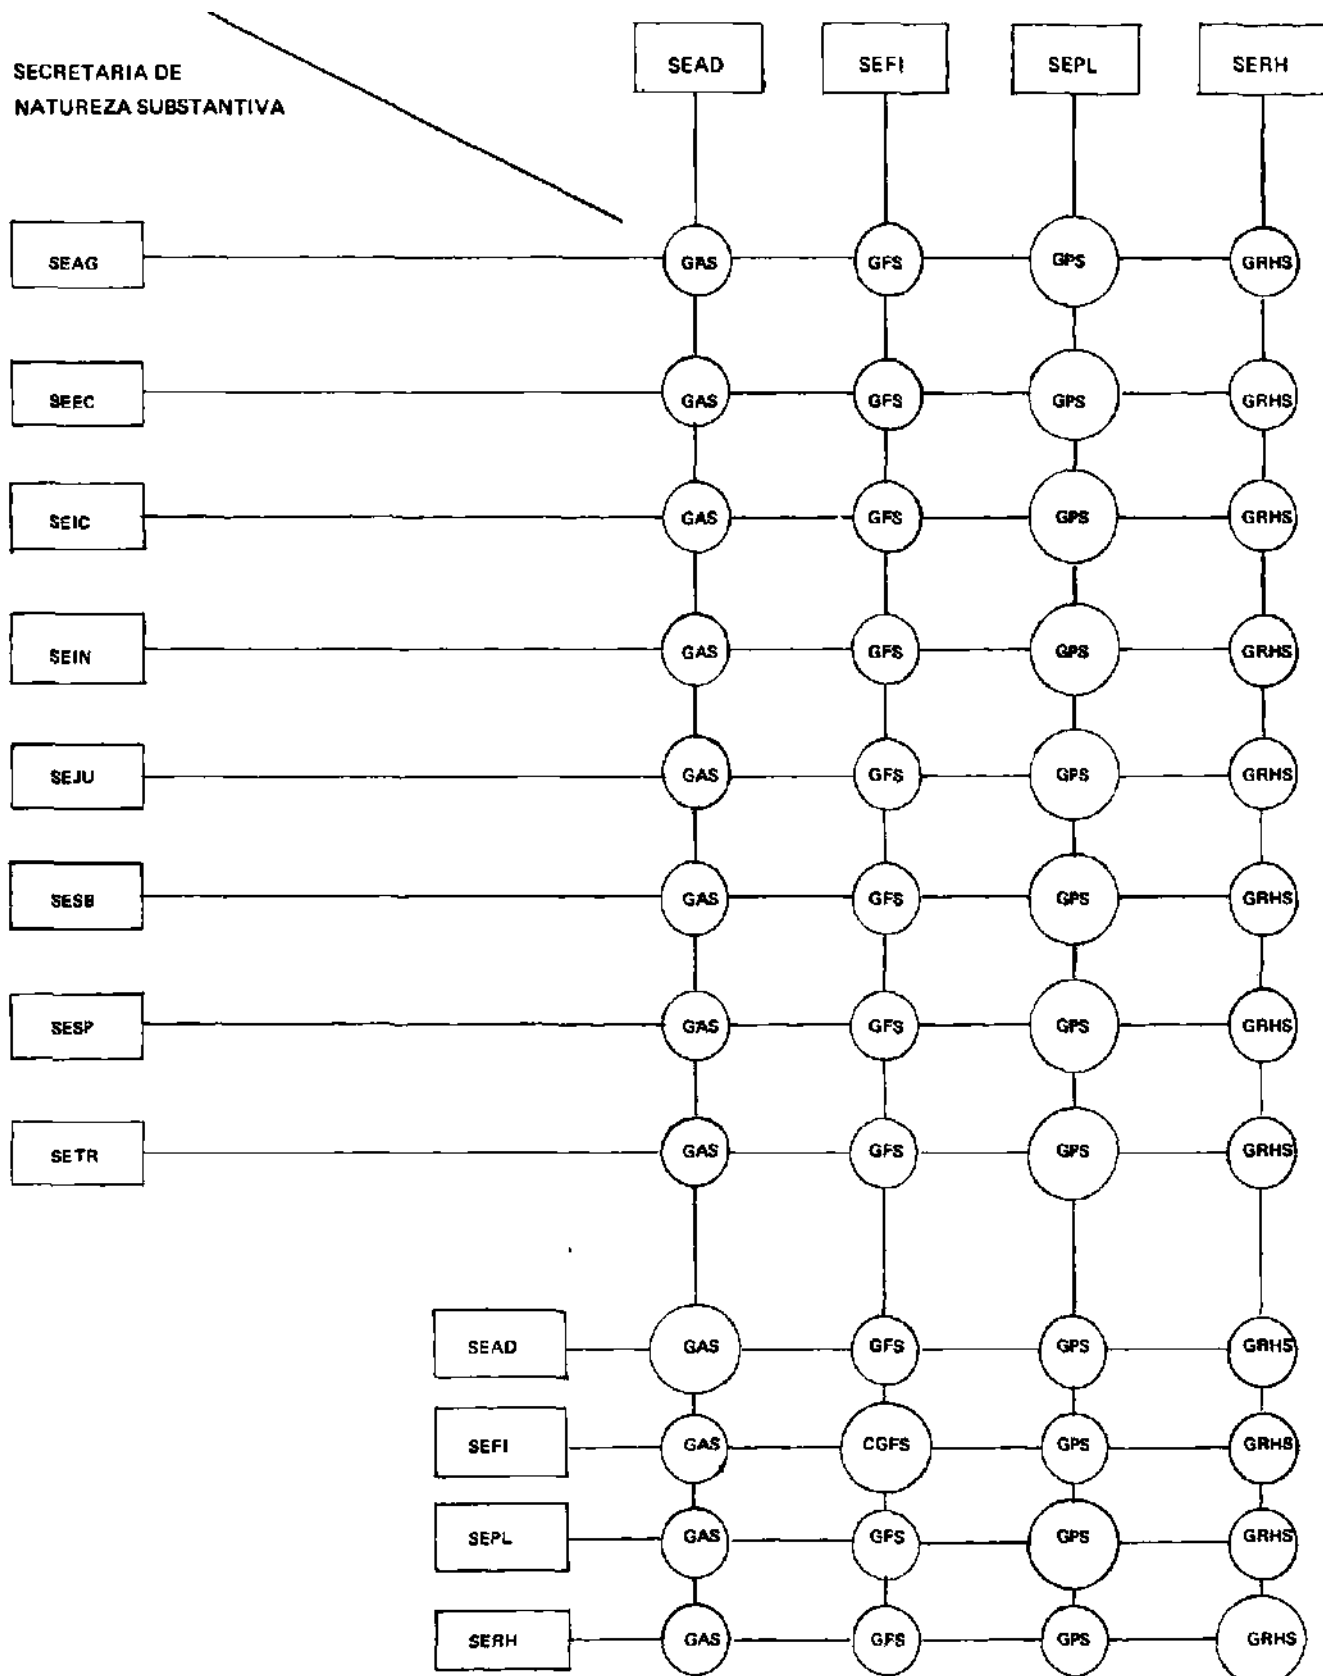 SEAD SEFI SEPL SERH
SECRETARIA DE
NATUREZA SUBSTANTIVA
SEAG GAS GFS GPS GRHS
SEEC GAS GFS GPS GRHS
SEIC GAS GFS GPS GRHS
SEIN GAS GFS GPS GRHS
SEJU GAS GFS GPS GRHS
SESB GAS GFS GPS GRHS
SESP GAS GFS GPS GRHS
SETR GAS GFS GPS GRHS
SEAD GAS GFS GPS GRHS
SEFI GAS CGFS GPS GRHS
SEPL GAS GFS GPS GRHS
SERH GAS GFS GPS GRHS